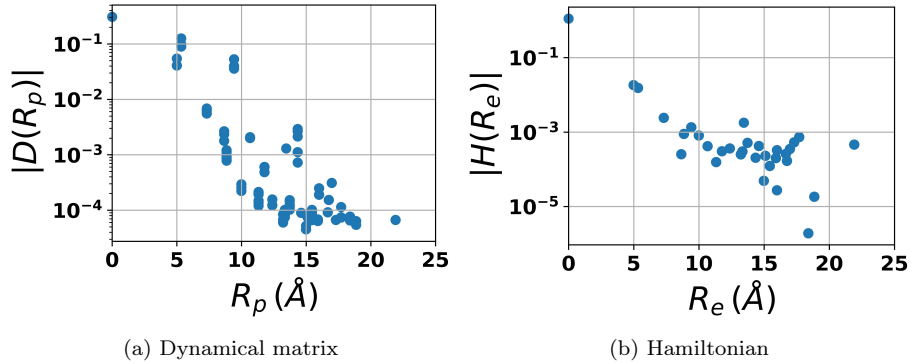 |D(R_p)|
10^{-1}
10^{-2}
10^{-3}
10^{-4}
0 5 10 15 20 25
R_p (Å)
(a) Dynamical matrix
|H(R_e)|
10^{-1}
10^{-3}
10^{-5}
0 5 10 15 20 25
R_e (Å)
(b) Hamiltonian